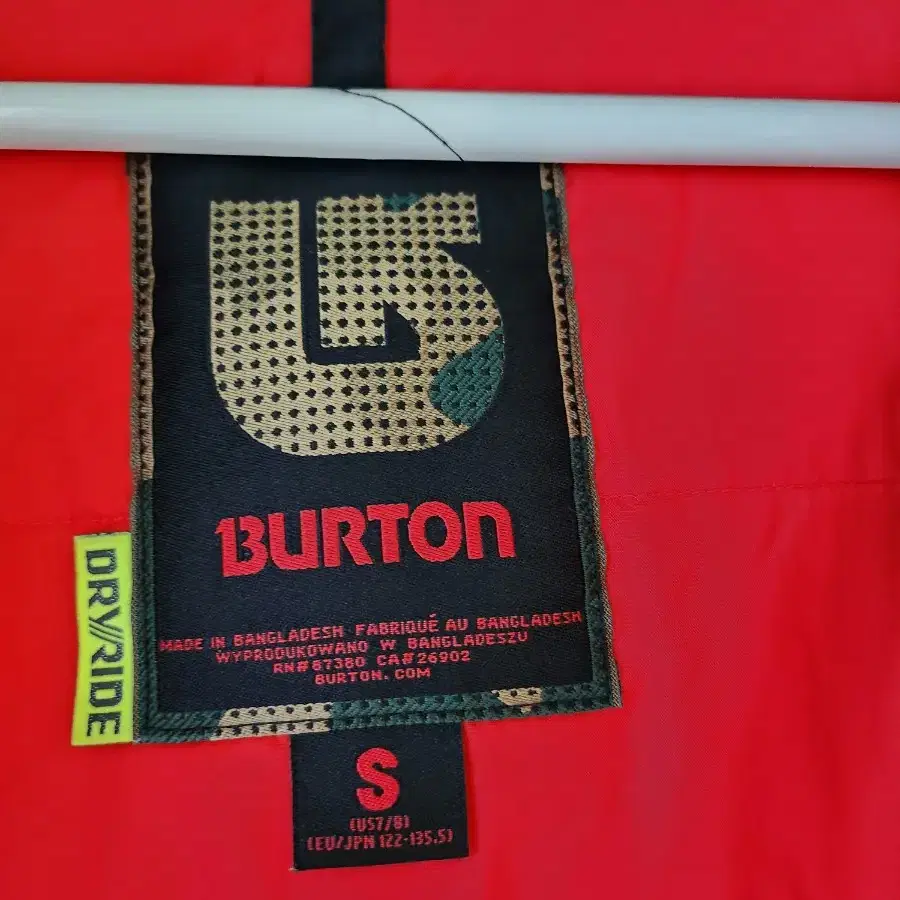 BURTON
DRY//RIDE
MADE IN BANGLADESH FABRIQUÉ AU BANGLADESH
WYPRODUKOWANO W BANGLADESZU
RN#87380 CA#26902
BURTON.COM
S
(US7/8)
(EU/JPN 122-135.5)